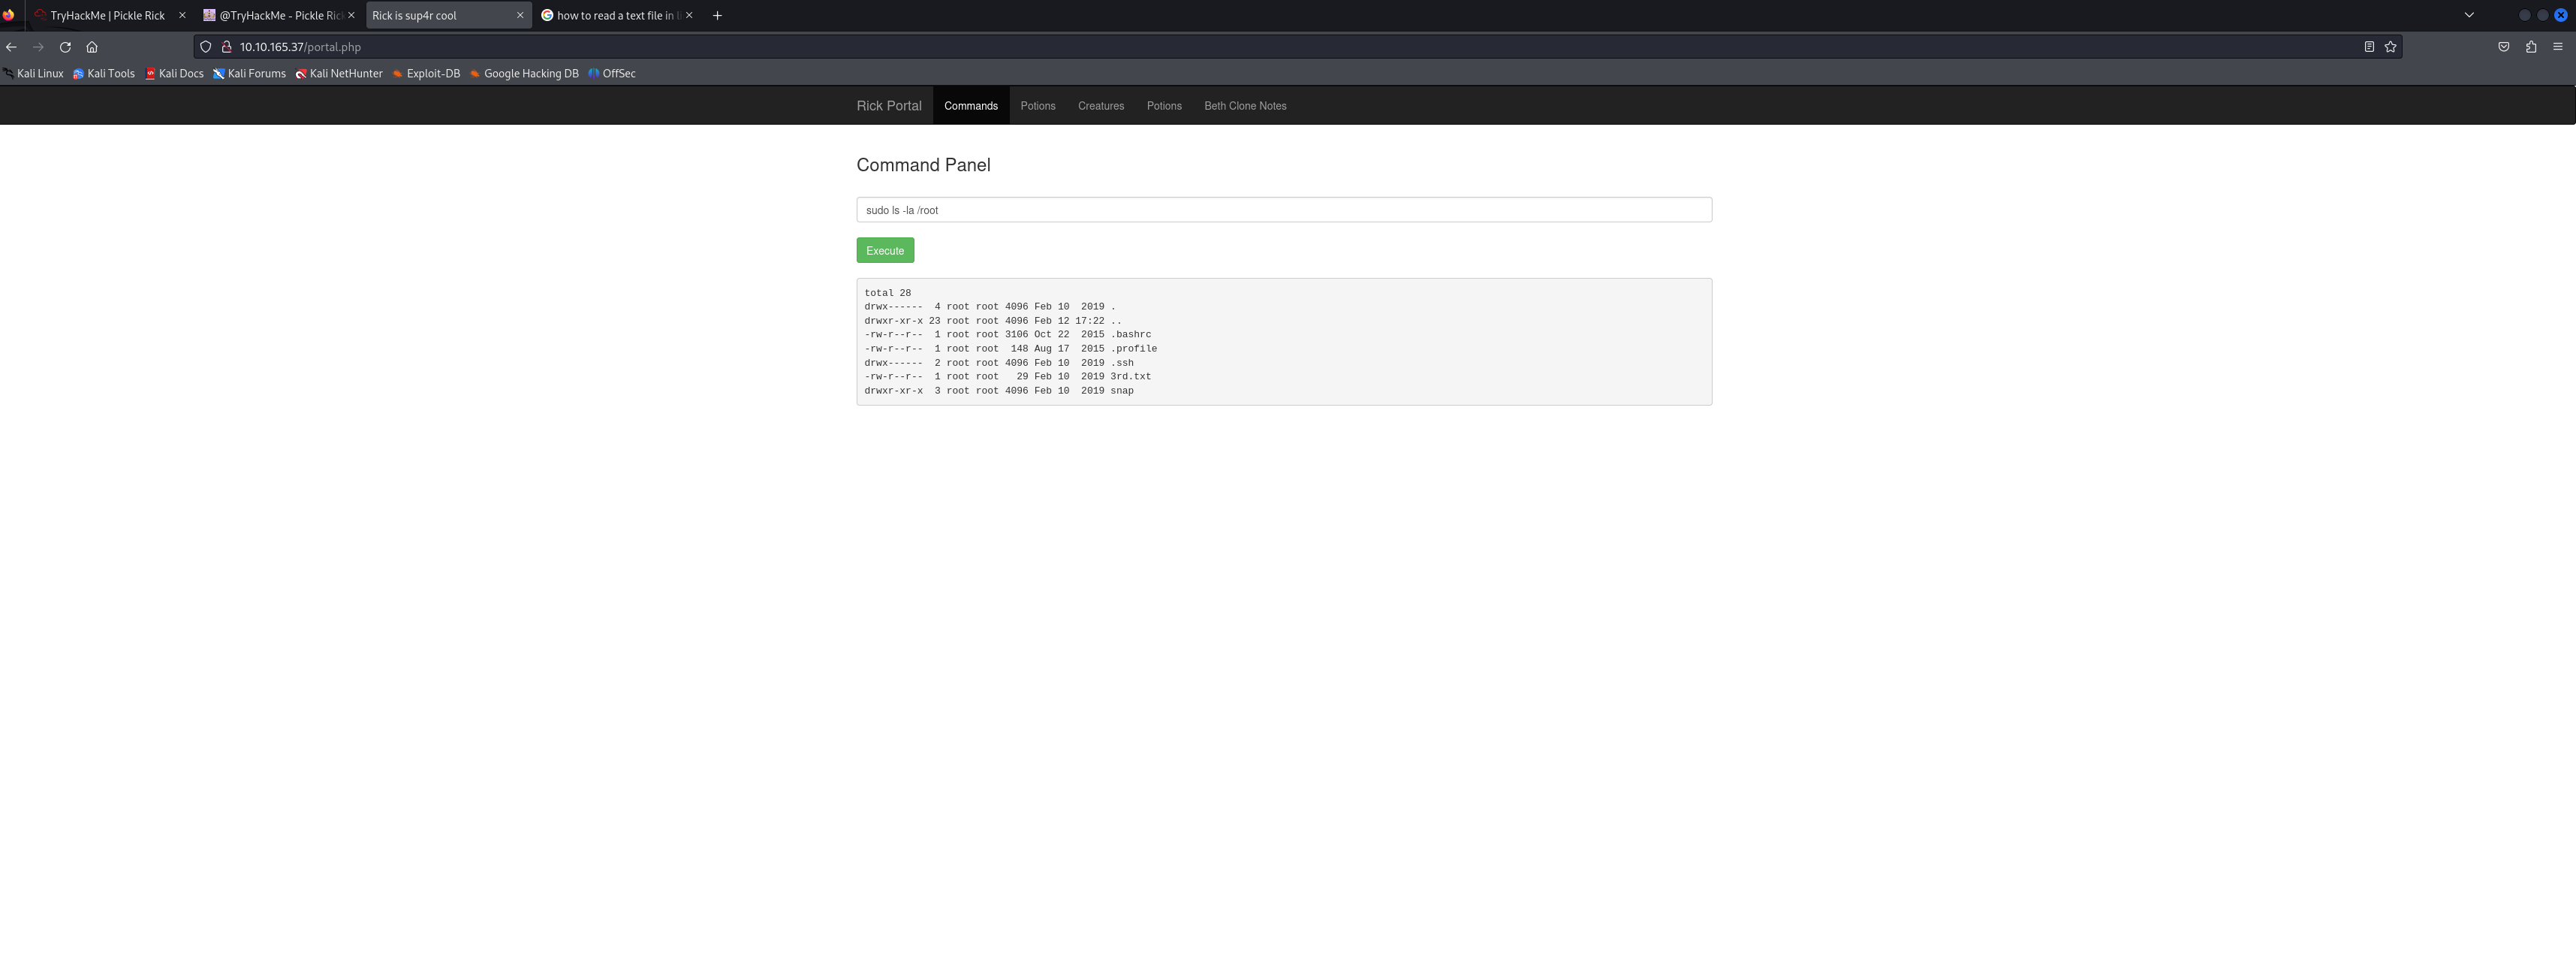 TryHackMe | Pickle Rick
@TryHackMe - Pickle Ric
Rick is sup4r cool
how to read a text file in li
10.10.165.37/portal.php
Kali Linux Kali Tools Kali Docs Kali Forums Kali NetHunter Exploit-DB Google Hacking DB OffSec
Rick Portal Commands Potions Creatures Potions Beth Clone Notes
Command Panel
sudo ls -la /root
Execute
total 28
drwx------  4 root root 4096 Feb 10  2019 .
drwxr-xr-x 23 root root 4096 Feb 12 17:22 ..
-rw-r--r--  1 root root 3106 Oct 22  2015 .bashrc
-rw-r--r--  1 root root  148 Aug 17  2015 .profile
drwx------  2 root root 4096 Feb 10  2019 .ssh
-rw-r--r--  1 root root   29 Feb 10  2019 3rd.txt
drwxr-xr-x  3 root root 4096 Feb 10  2019 snap